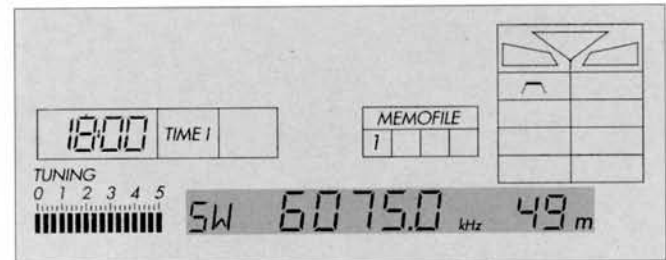 18:00 TIME 1
MEMOFILE
1
TUNING
0 1 2 3 4 5
SW 6075.0 kHz 49 m